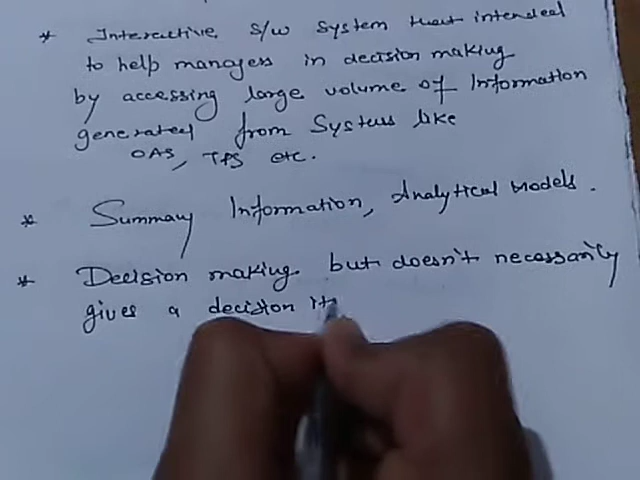 * Interactive s/w System that intended
to help managers in decision making
by accessing large volume of Information
generated from Systems like
OAS, TPS etc.
* Summary Information, Analytical Models.
* Decision making but doesn't necessarily
gives a decision it